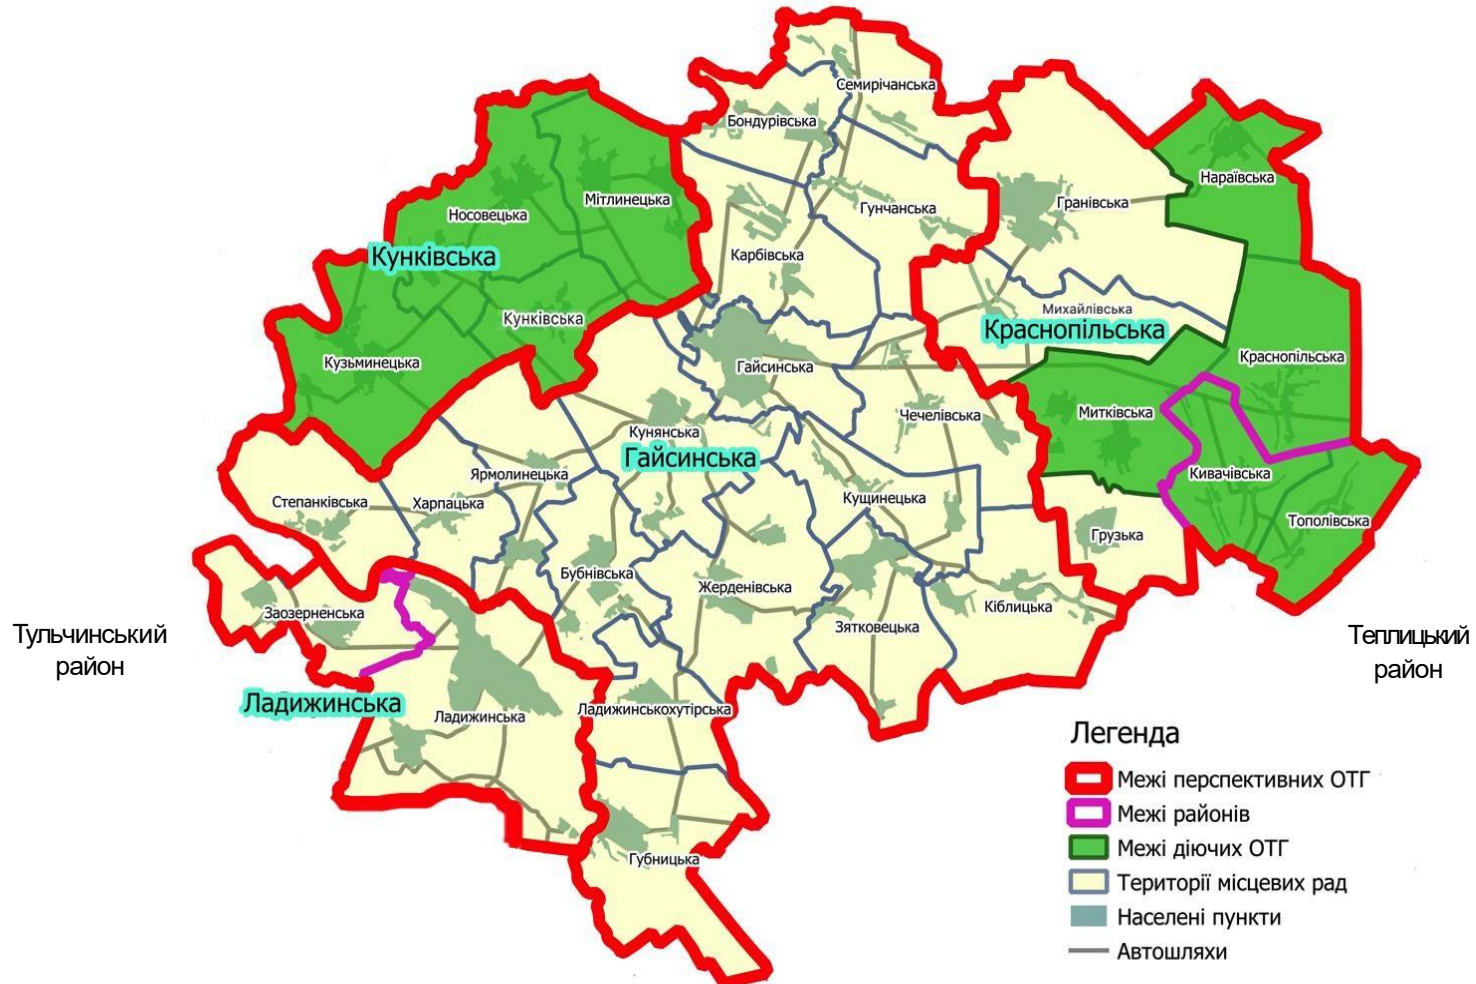 Семирічанська
Бондурівська
Нараївська
Мітлинецька
Носовецька
Гунчанська
Гранівська
Кунківська
Карбівська
Михайлівська
Кунківська
Краснопільська
Кузьминецька
Гайсинська
Краснопільська
Чечелівська
Митківська
Кунянська
Гайсинська
Ярмолинецька
Кивачівська
Степанківська
Харпацька
Кущинецька
Тополівська
Грузька
Бубнівська
Жерденівська
Заозерненська
Кіблицька
Зятковецька
Тульчинський
район
Теплицький
район
Ладижинська
Ладижинська
Ладижинськохутірська
Губницька
Легенда
Межі перспективних ОТГ
Межі районів
Межі діючих ОТГ
Території місцевих рад
Населені пункти
Автошляхи